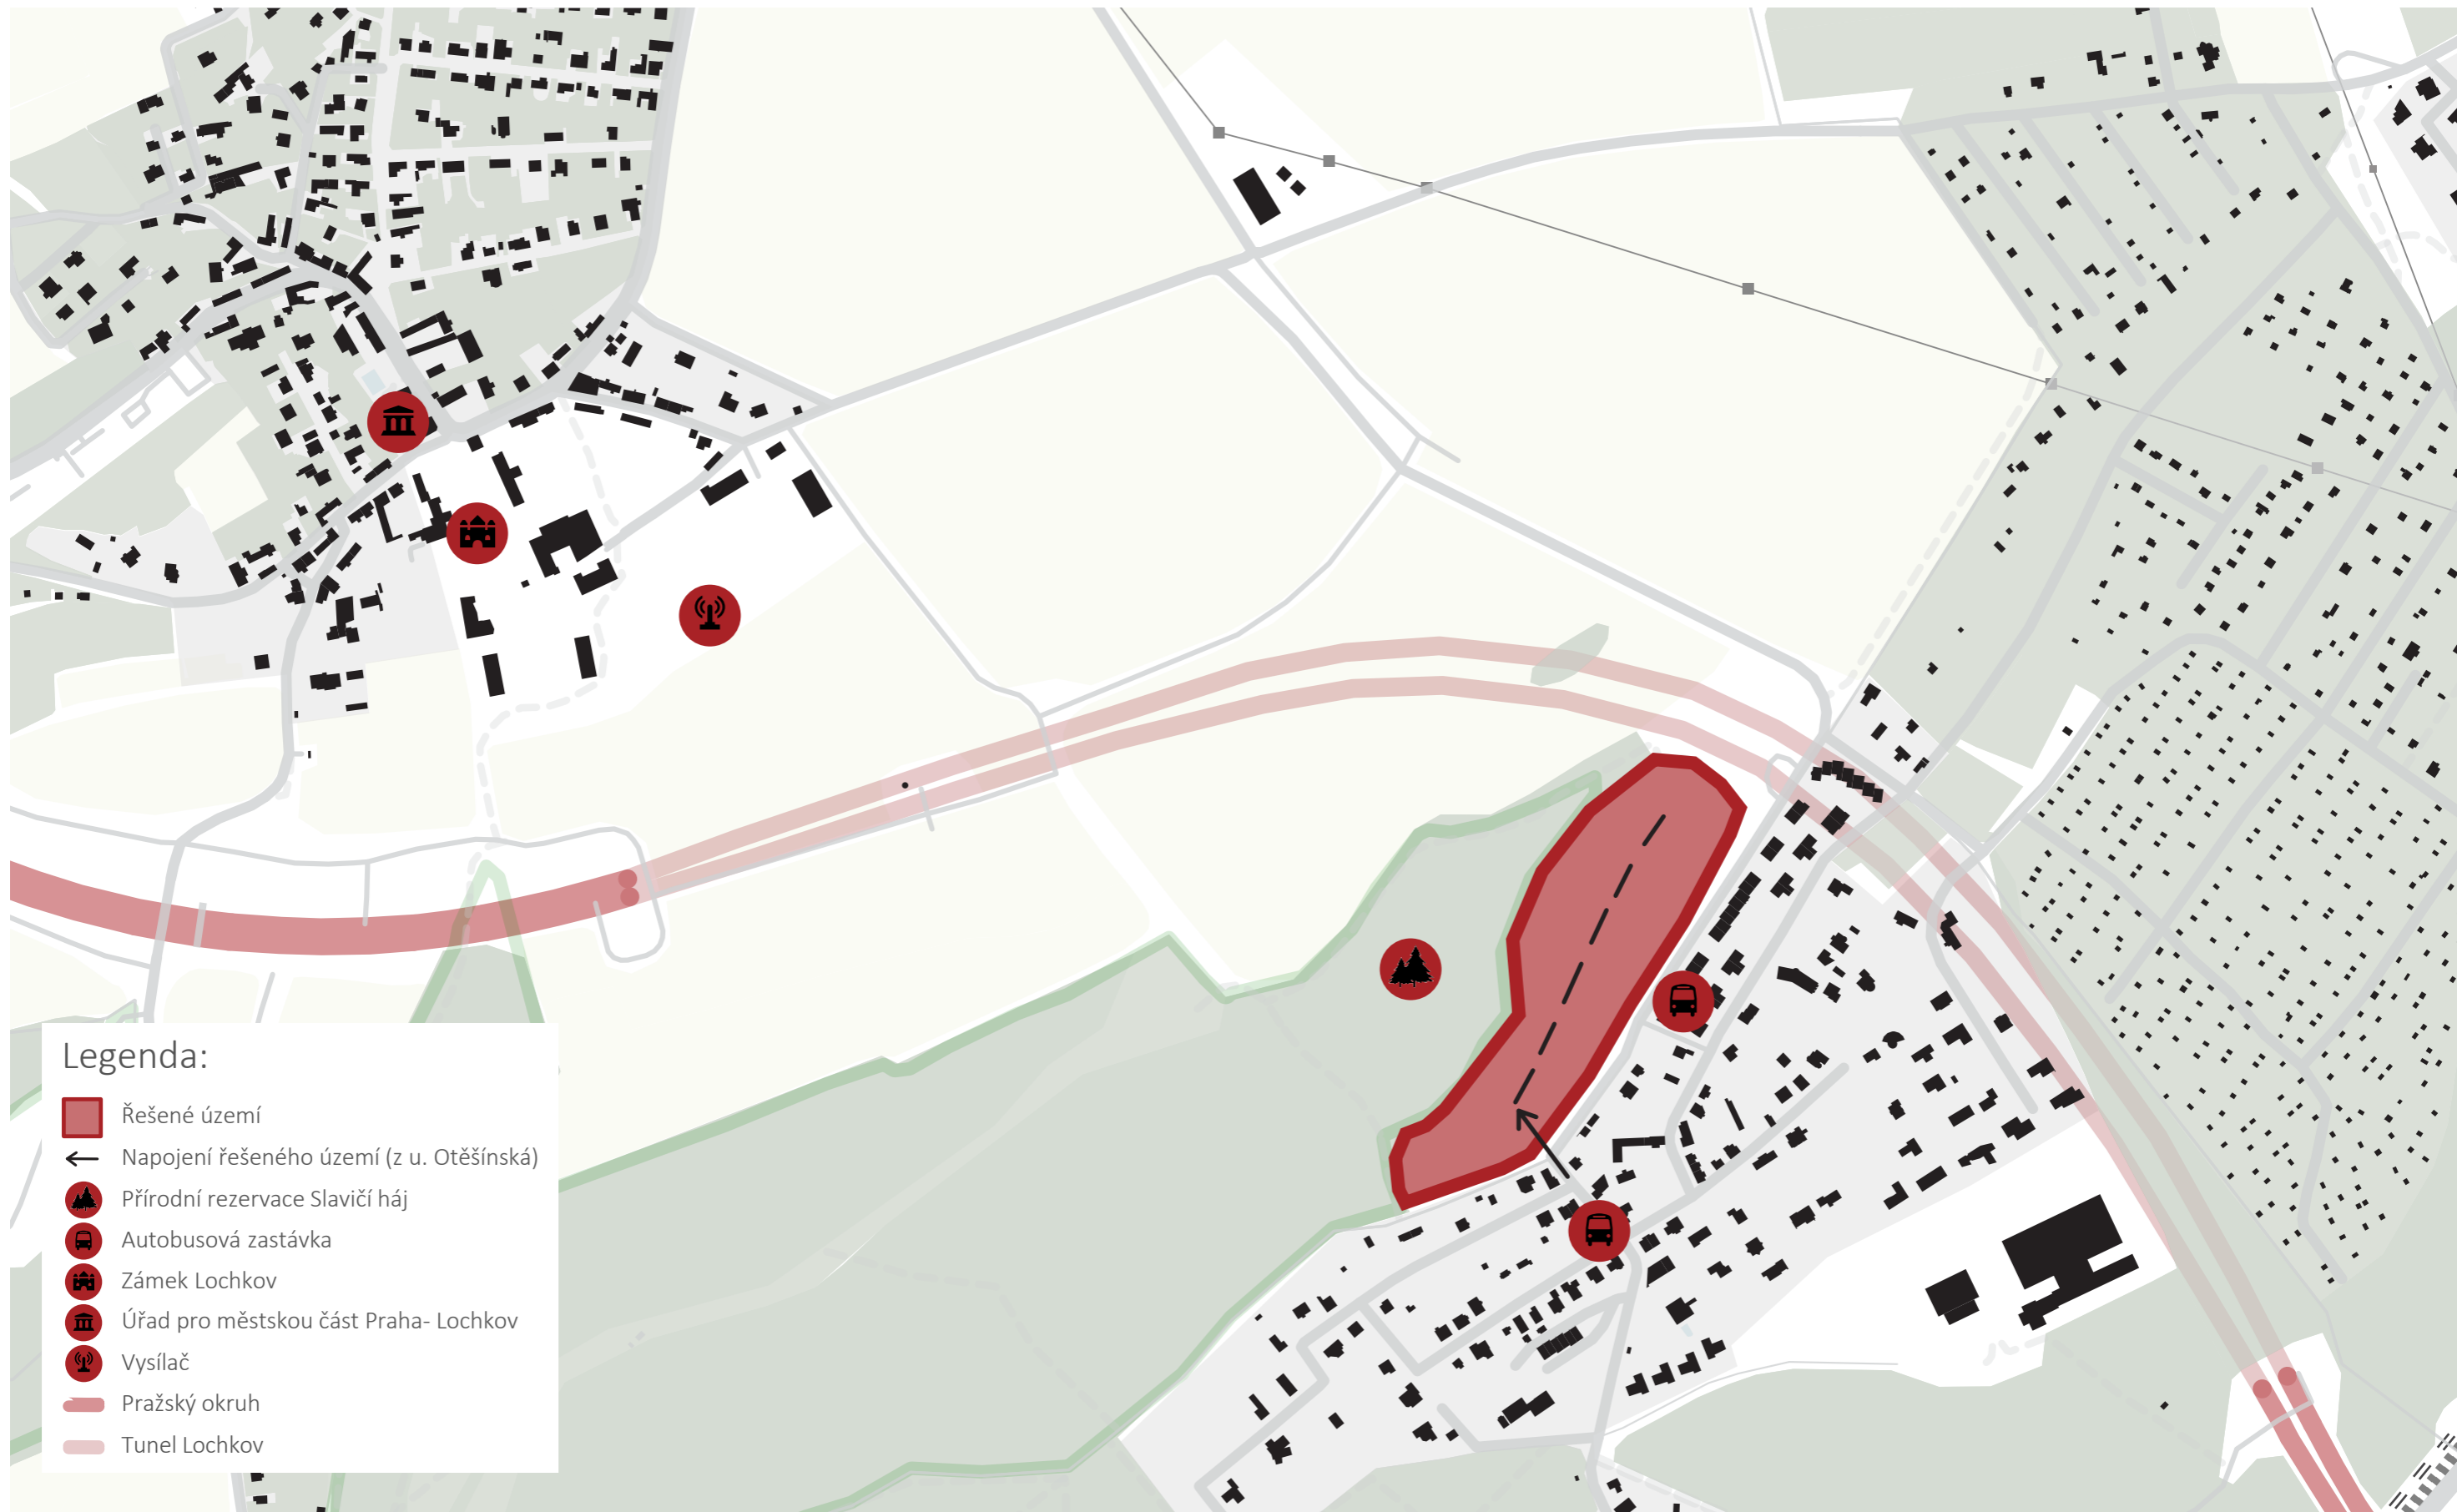 Legenda:
Řešené území
Napojení řešeného území (z u. Otěšínská)
Přírodní rezervace Slavičí háj
Autobusová zastávka
Zámek Lochkov
Úřad pro městskou část Praha- Lochkov
Vysílač
Pražský okruh
Tunel Lochkov